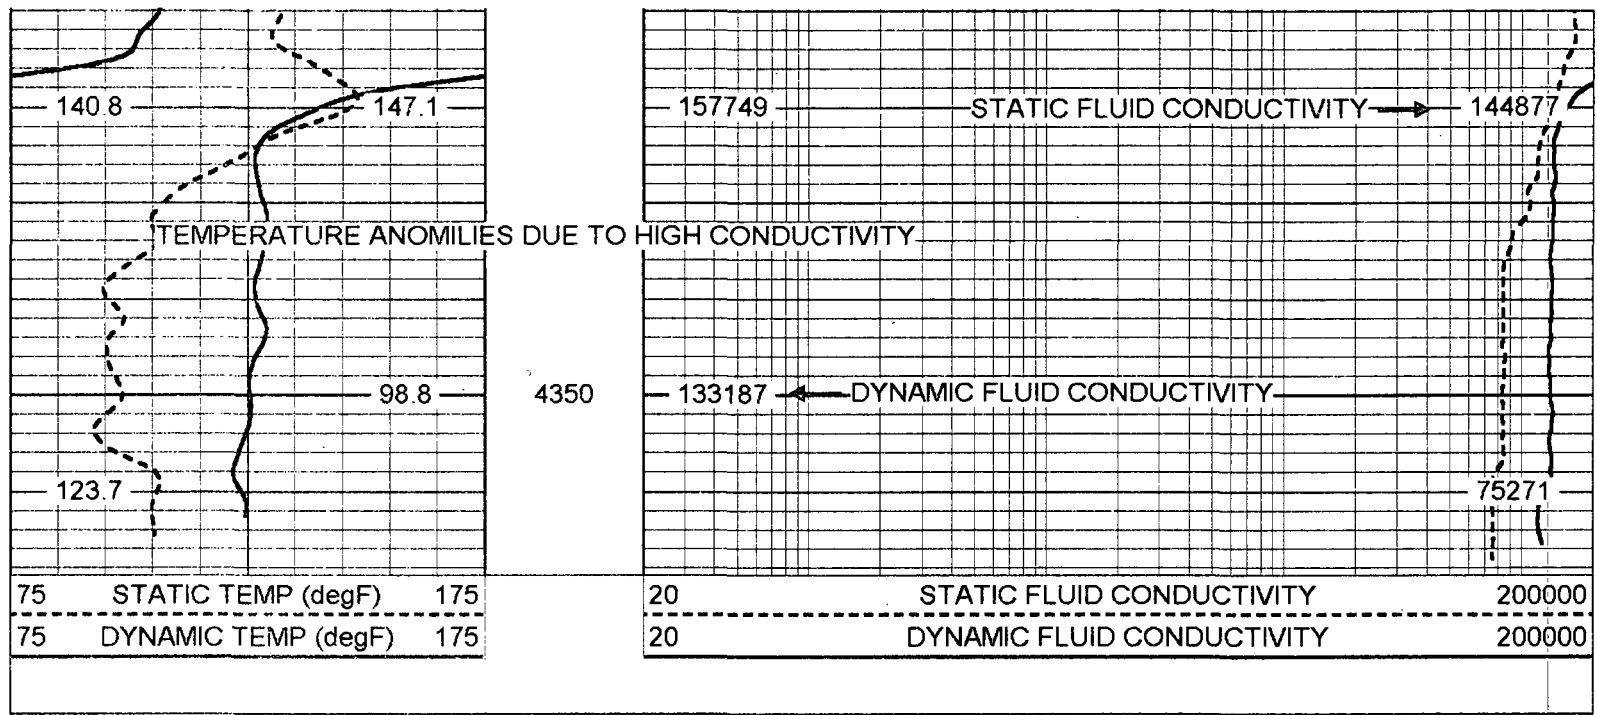 140.8 147.1 157749 STATIC FLUID CONDUCTIVITY 144877
TEMPERATURE ANOMILIES DUE TO HIGH CONDUCTIVITY
98.8 4350 133187 DYNAMIC FLUID CONDUCTIVITY
123.7 75271
75 STATIC TEMP (degF) 175 20 STATIC FLUID CONDUCTIVITY 200000
75 DYNAMIC TEMP (degF) 175 20 DYNAMIC FLUID CONDUCTIVITY 200000